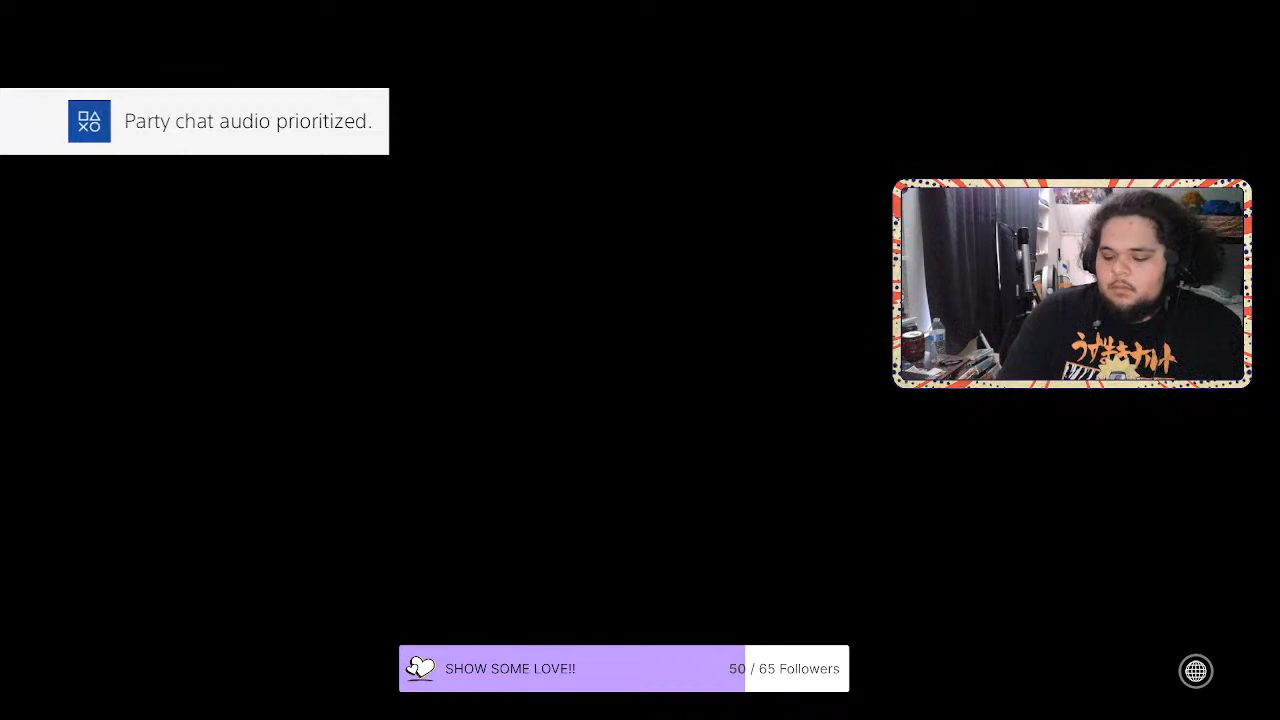 Party chat audio prioritized.
うずまきナルト
SHOW SOME LOVE!!
50 / 65 Followers